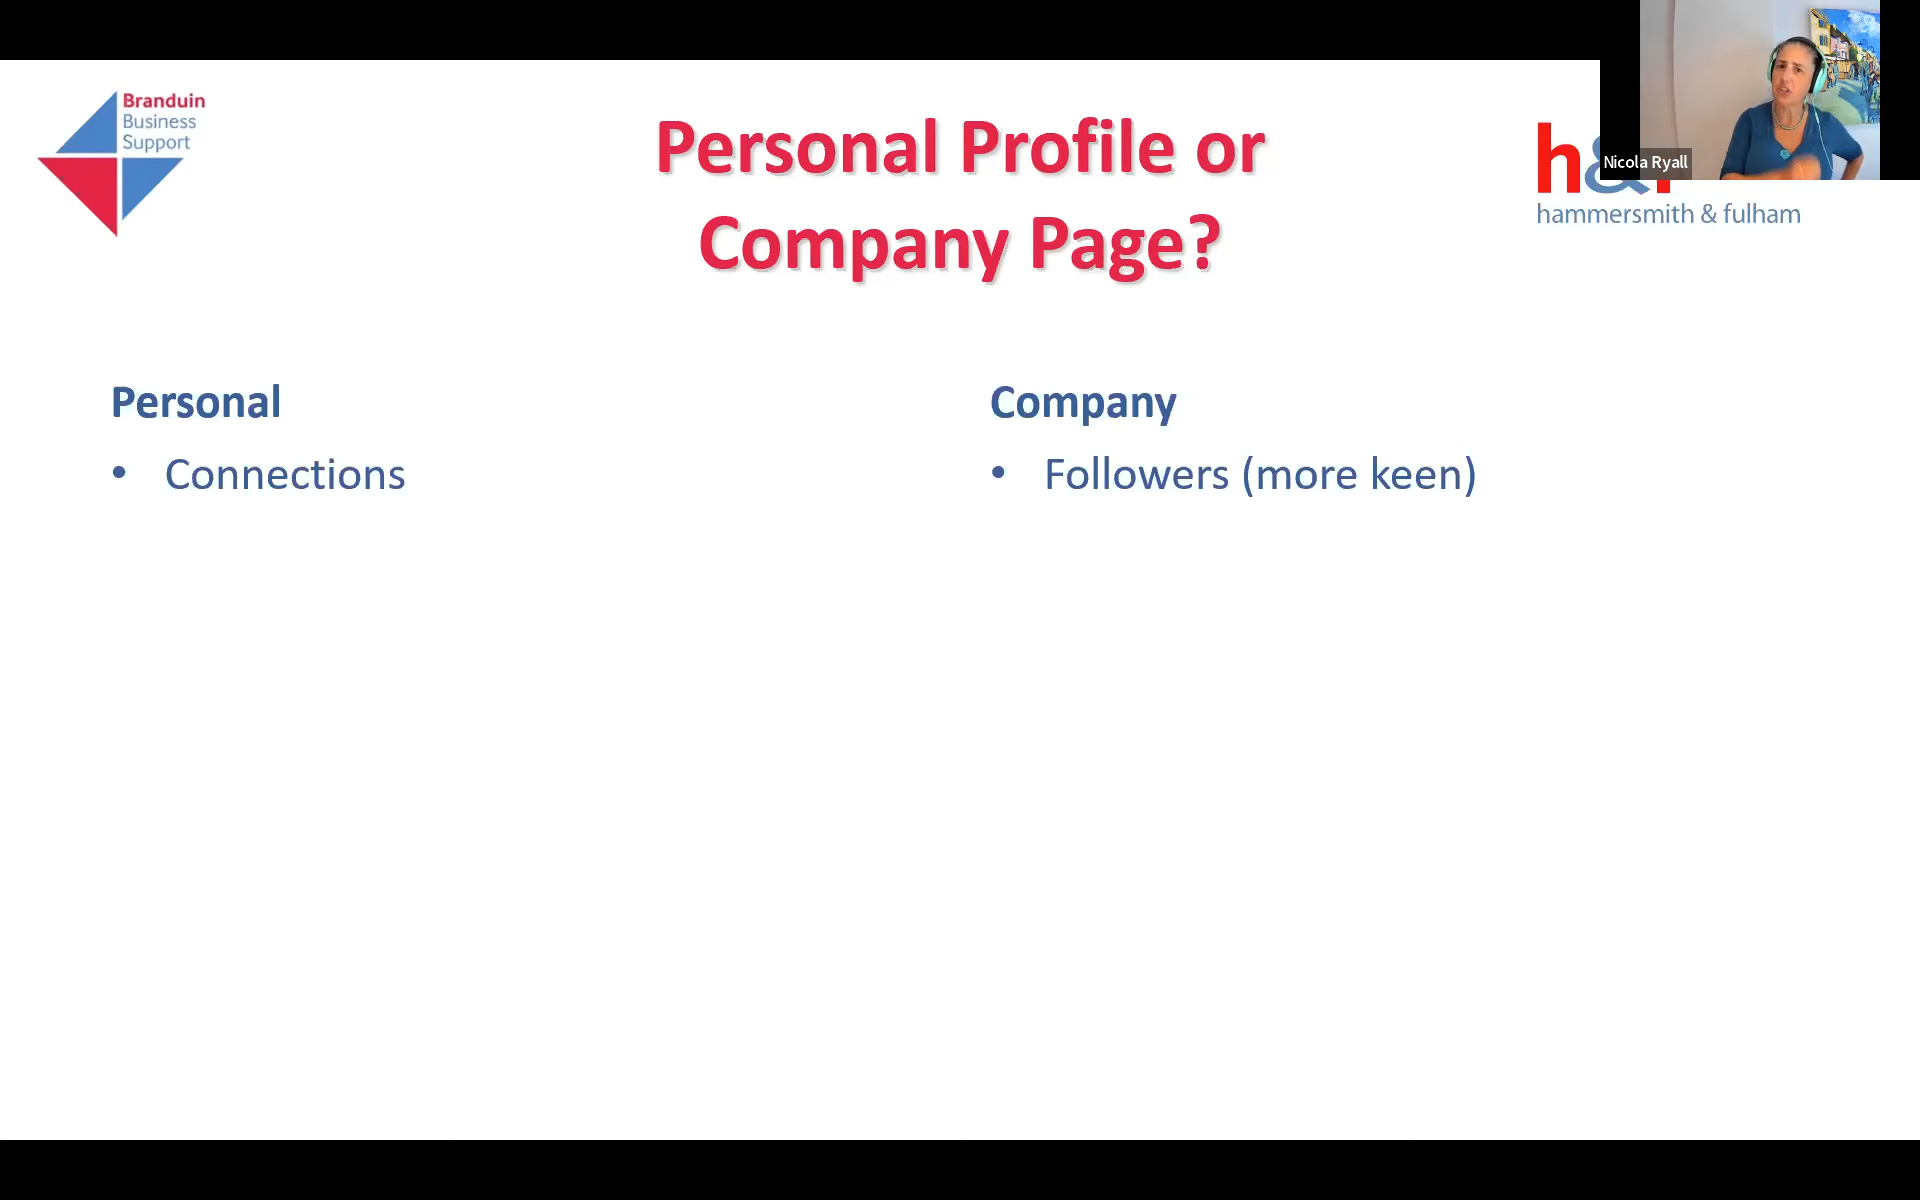 Branduin
Business
Support
Personal Profile or
Company Page?
Nicola Ryall
hammersmith & fulham
Personal
• Connections
Company
• Followers (more keen)